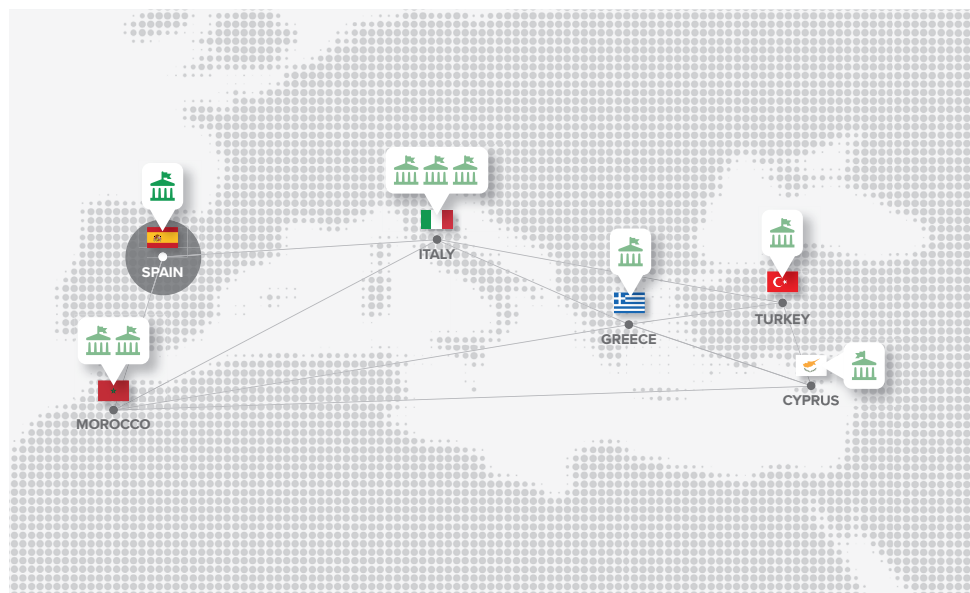 SPAIN
ITALY
TURKEY
GREECE
CYPRUS
MOROCCO